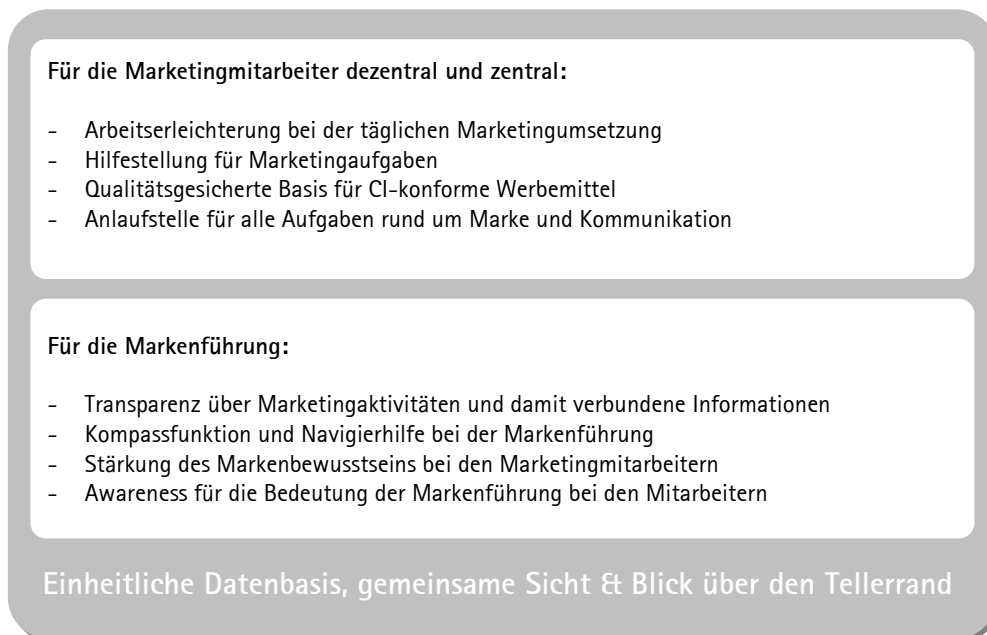 Für die Marketingmitarbeiter dezentral und zentral:
- Arbeitserleichterung bei der täglichen Marketingumsetzung
- Hilfestellung für Marketingaufgaben
- Qualitätsgesicherte Basis für CI-konforme Werbemittel
- Anlaufstelle für alle Aufgaben rund um Marke und Kommunikation
Für die Markenführung:
- Transparenz über Marketingaktivitäten und damit verbundene Informationen
- Kompassfunktion und Navigierhilfe bei der Markenführung
- Stärkung des Markenbewusstseins bei den Marketingmitarbeitern
- Awareness für die Bedeutung der Markenführung bei den Mitarbeitern
Einheitliche Datenbasis, gemeinsame Sicht & Blick über den Tellerrand